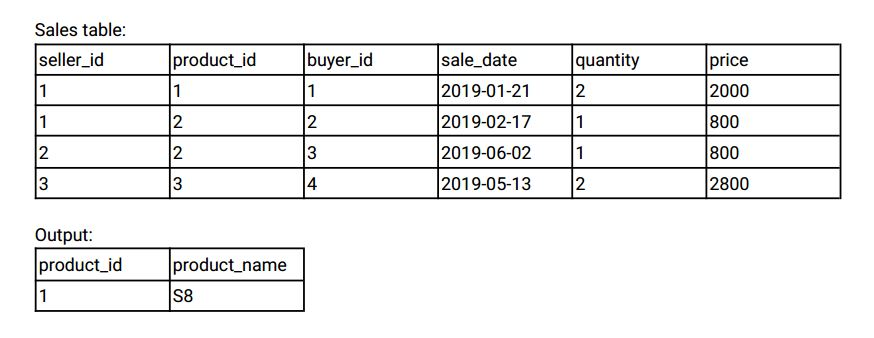 Sales table:
seller_id product_id buyer_id sale_date quantity price
1 1 1 2019-01-21 2 2000
1 2 2 2019-02-17 1 800
2 2 3 2019-06-02 1 800
3 3 4 2019-05-13 2 2800
Output:
product_id product_name
1 S8